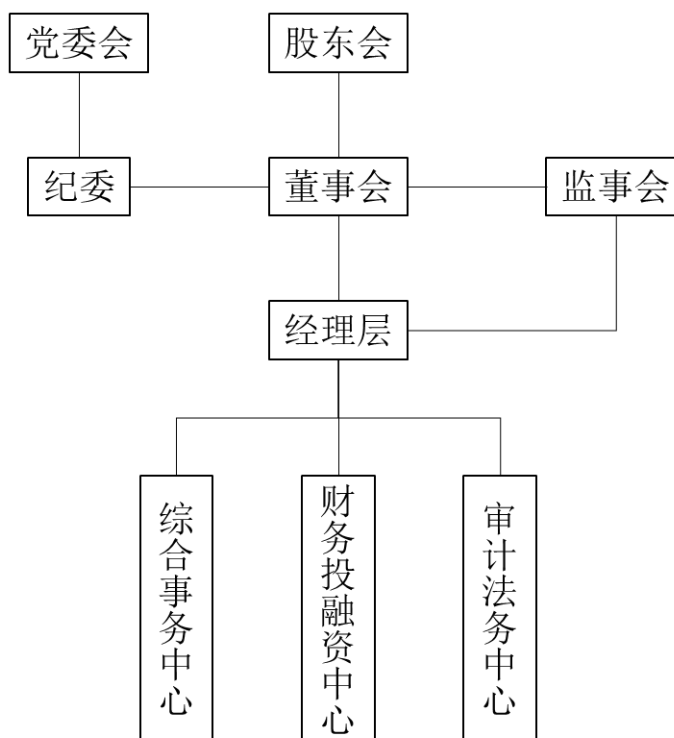 党委会
股东会
纪委
董事会
监事会
经理层
综合事务中心
财务投融资中心
审计法务中心